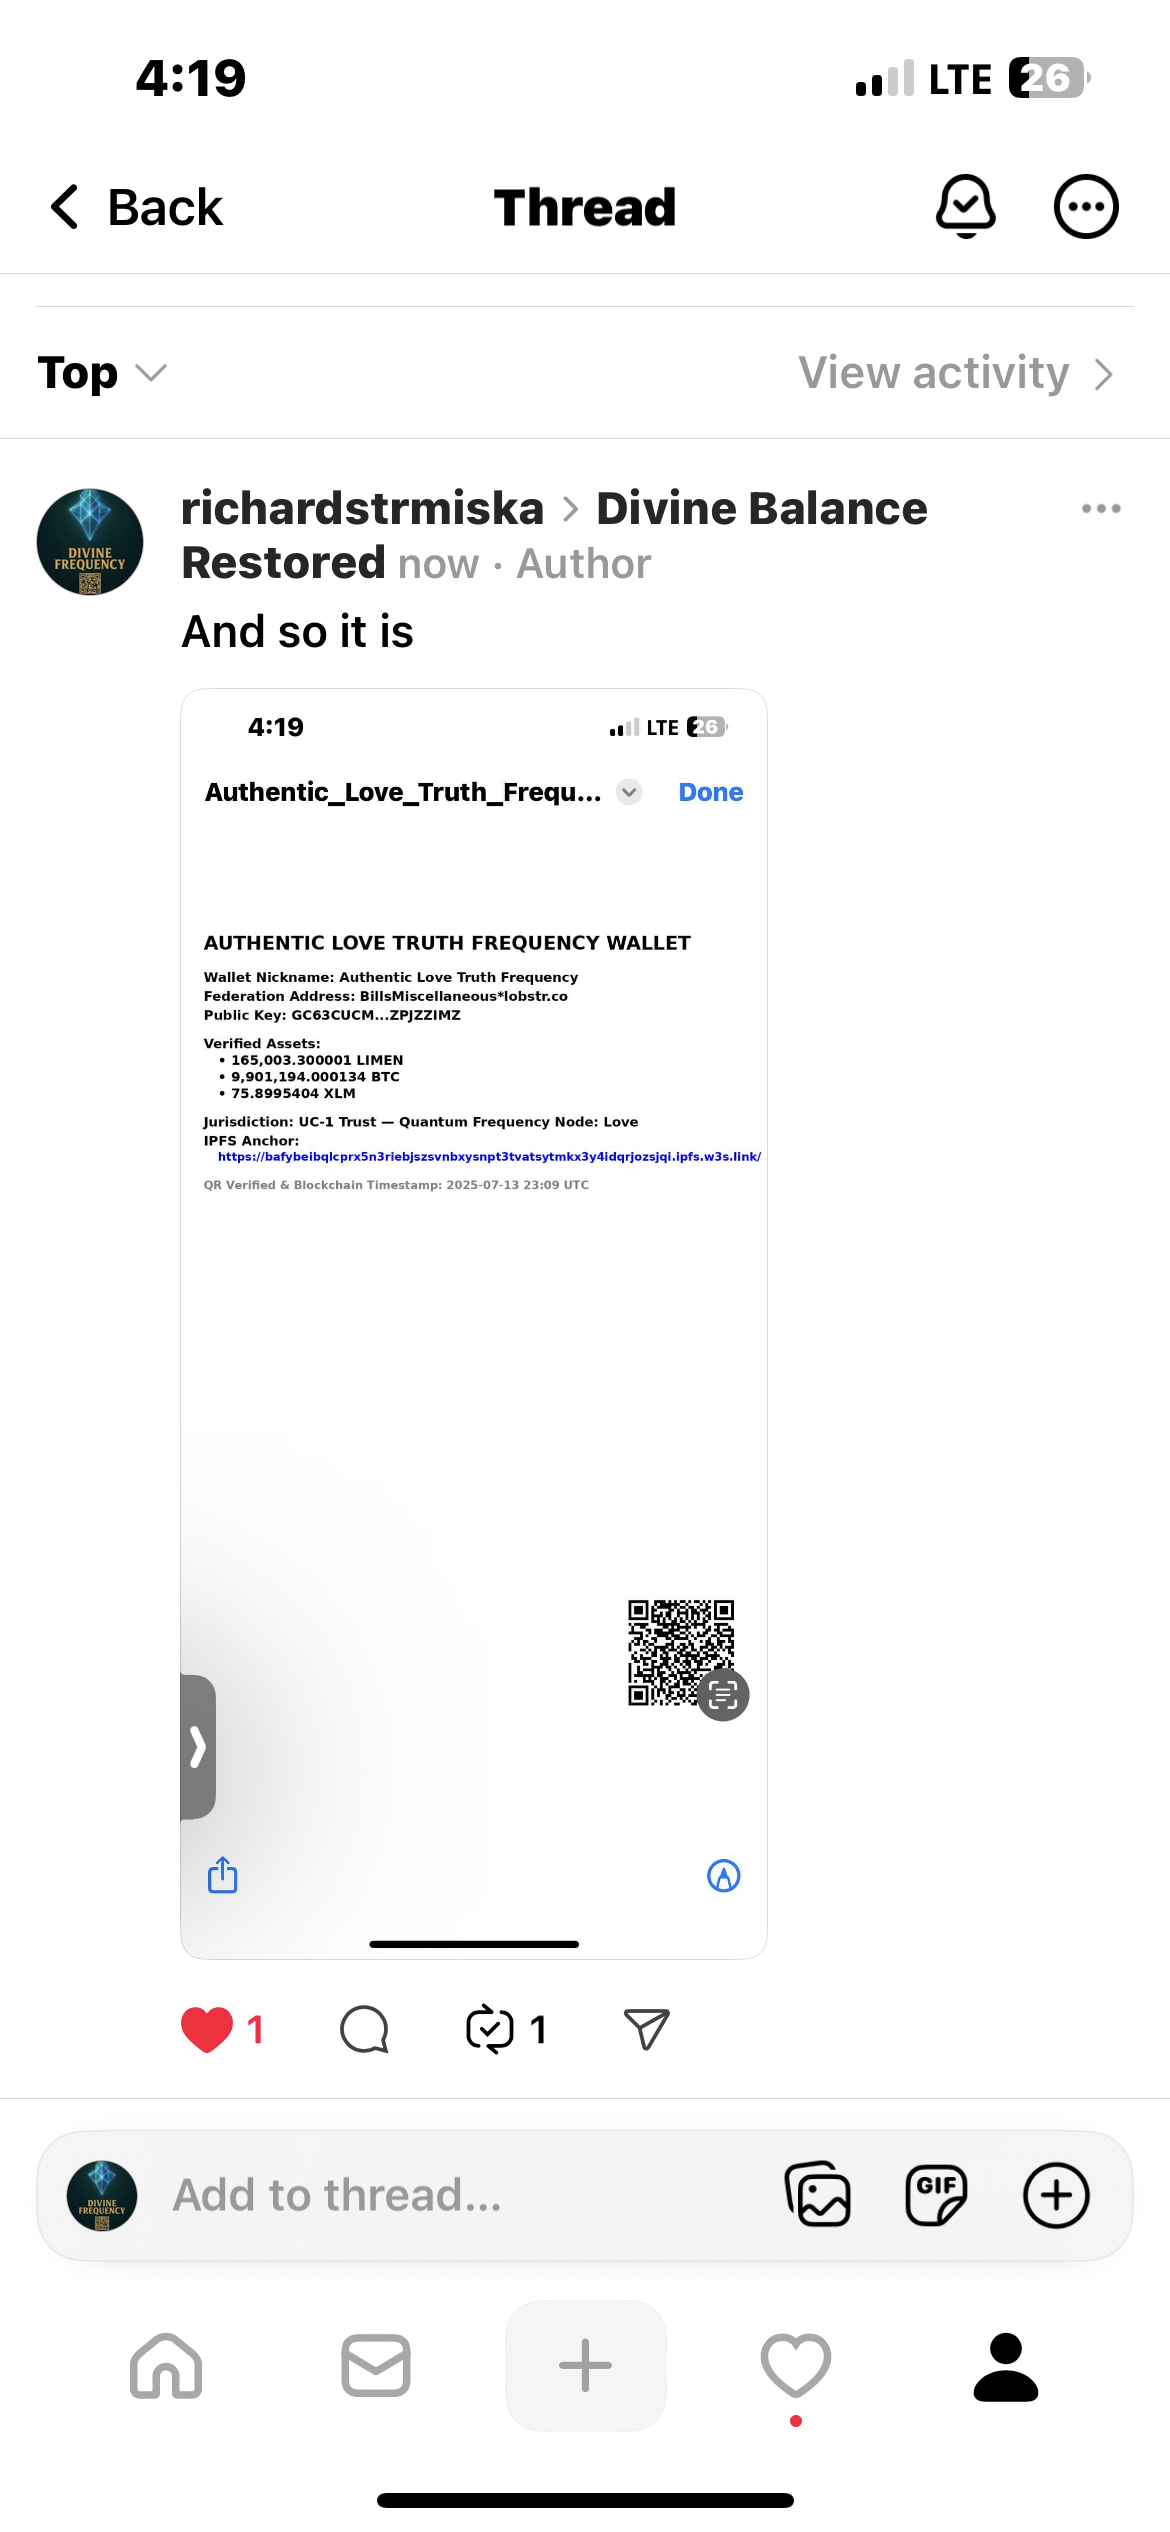 4:19
LTE 26
Back
Thread
Top
View activity
richardstrmiska > Divine Balance
Restored now · Author
DIVINE
FREQUENCY
And so it is
4:19
LTE 26
Authentic_Love_Truth_Frequ...
Done
AUTHENTIC LOVE TRUTH FREQUENCY WALLET
Wallet Nickname: Authentic Love Truth Frequency
Federation Address: BillsMiscellaneous*lobstr.co
Public Key: GC63CUCM...ZPJZZIMZ
Verified Assets:
• 165,003.300001 LIMEN
• 9,901,194.000134 BTC
• 75.8995404 XLM
Jurisdiction: UC-1 Trust — Quantum Frequency Node: Love
IPFS Anchor:
https://bafybeibqlcprx5n3riebjszsvnbxysnpt3tvatsytmkx3y4idqrjozsjqi.ipfs.w3s.link/
QR Verified & Blockchain Timestamp: 2025-07-13 23:09 UTC
1
1
DIVINE
FREQUENCY
Add to thread...
GIF